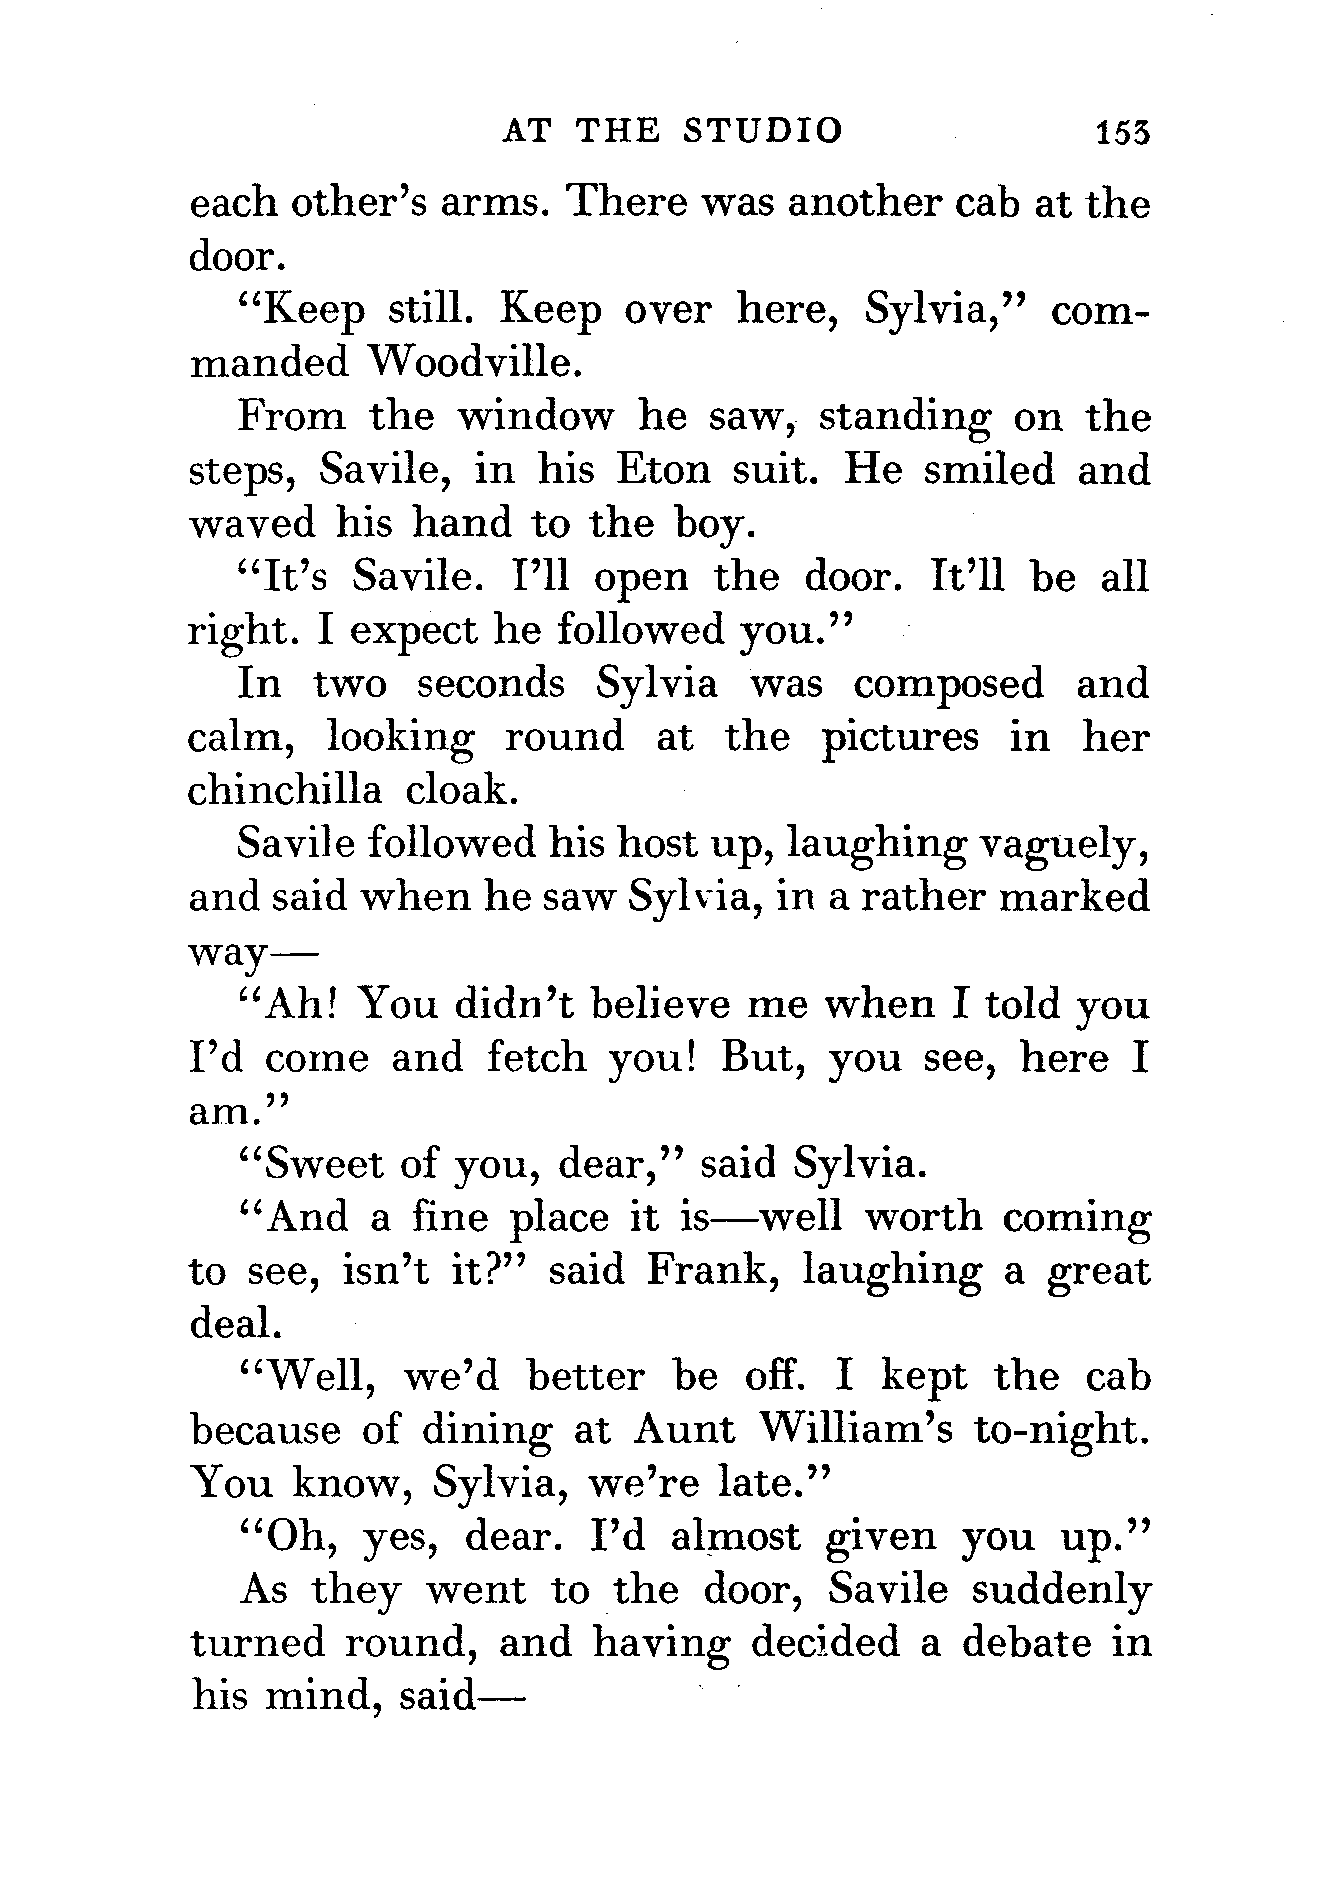 AT THE STUDIO 153
each other's arms. There was another cab at the
door.
"Keep still. Keep over here, Sylvia," com-
manded Woodville.
From the window he saw, standing on the
steps, Savile, in his Eton suit. He smiled and
waved his hand to the boy.
"It's Savile. I'll open the door. It'll be all
right. I expect he followed you."
In two seconds Sylvia was composed and
calm, looking round at the pictures in her
chinchilla cloak.
Savile followed his host up, laughing vaguely,
and said when he saw Sylvia, in a rather marked
way—
"Ah! You didn't believe me when I told you
I'd come and fetch you! But, you see, here I
am."
"Sweet of you, dear," said Sylvia.
"And a fine place it is—well worth coming
to see, isn't it?" said Frank, laughing a great
deal.
"Well, we'd better be off. I kept the cab
because of dining at Aunt William's to-night.
You know, Sylvia, we're late."
"Oh, yes, dear. I'd almost given you up."
As they went to the door, Savile suddenly
turned round, and having decided a debate in
his mind, said—